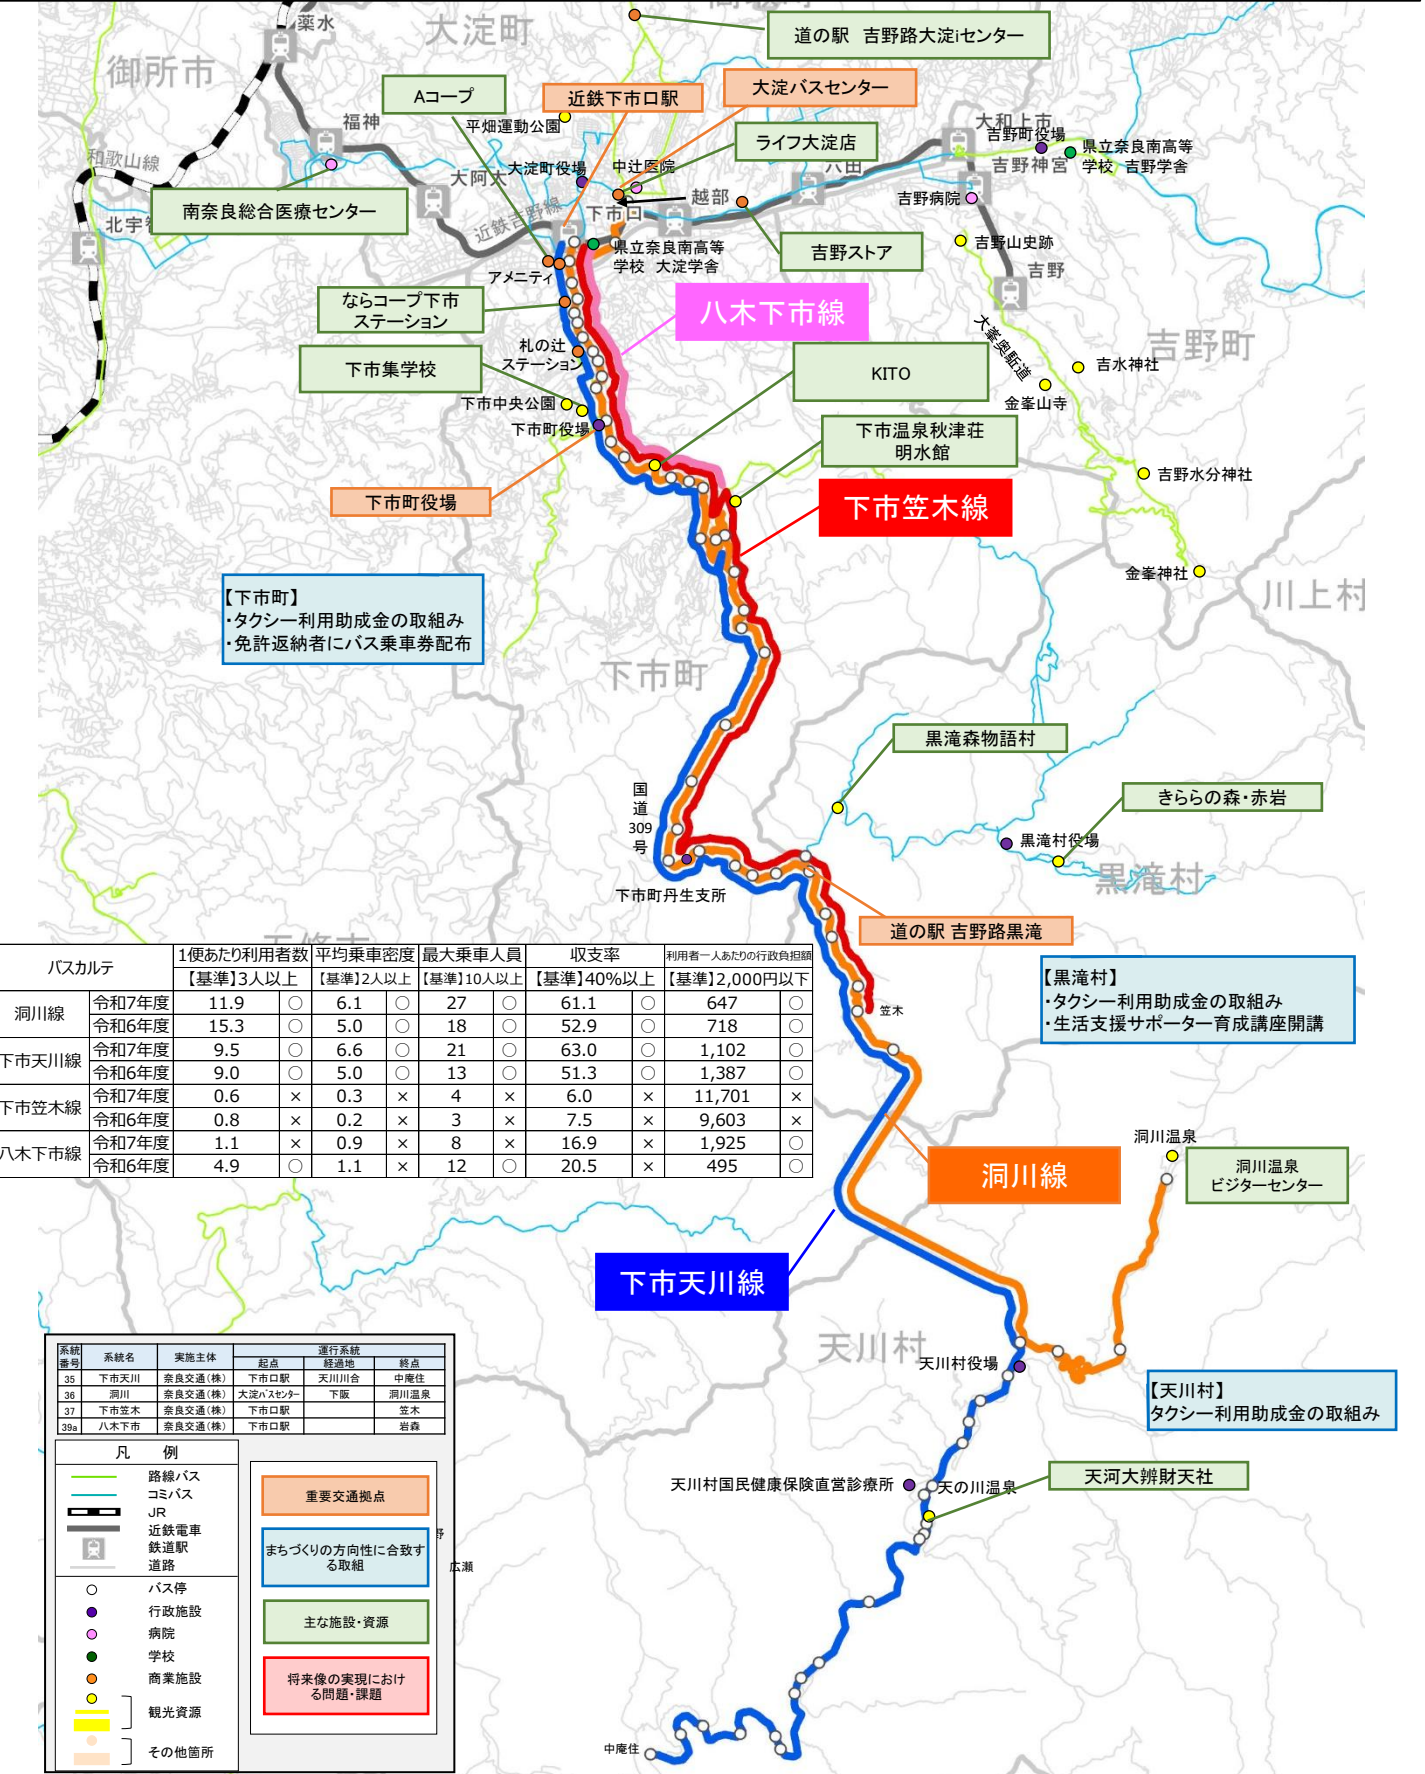 道の駅 吉野路大淀iセンター
薬水
大淀町
御所市
Aコープ
近鉄下市口駅
大淀バスセンター
福神
平畑運動公園
ライフ大淀店
大和上市
吉野町役場
県立奈良南高等
学校 吉野学舎
吉野神宮
和歌山線
大阿太
大淀町役場
中辻医院
六田
越部
吉野病院
南奈良総合医療センター
北宇智
近鉄吉野線
下市口
県立奈良南高等
学校 大淀学舎
吉野ストア
吉野山史跡
吉野
アメニティ
ならコープ下市
ステーション
八木下市線
札の辻
ステーション
大峯奥駈道
吉野町
吉水神社
金峯山寺
下市集学校
KITO
下市中央公園
下市町役場
下市温泉秋津荘
明水館
吉野水分神社
下市町役場
下市笠木線
金峯神社
川上村
【下市町】
・タクシー利用助成金の取組み
・免許返納者にバス乗車券配布
下市町
黒滝森物語村
国道309号
きららの森・赤岩
黒滝村役場
黒滝村
下市町丹生支所
道の駅 吉野路黒滝
バスカルテ 1便あたり利用者数 平均乗車密度 最大乗車人員 収支率 利用者一人あたりの行政負担額
【基準】3人以上 【基準】2人以上 【基準】10人以上 【基準】40%以上 【基準】2,000円以下
洞川線 令和7年度 11.9 ○ 6.1 ○ 27 ○ 61.1 ○ 647 ○
令和6年度 15.3 ○ 5.0 ○ 18 ○ 52.9 ○ 718 ○
下市天川線 令和7年度 9.5 ○ 6.6 ○ 21 ○ 63.0 ○ 1,102 ○
令和6年度 9.0 ○ 5.0 ○ 13 ○ 51.3 ○ 1,387 ○
下市笠木線 令和7年度 0.6 × 0.3 × 4 × 6.0 × 11,701 ×
令和6年度 0.8 × 0.2 × 3 × 7.5 × 9,603 ×
八木下市線 令和7年度 1.1 × 0.9 × 8 × 16.9 × 1,925 ○
令和6年度 4.9 ○ 1.1 × 12 ○ 20.5 × 495 ○
笠木
【黒滝村】
・タクシー利用助成金の取組み
・生活支援サポーター育成講座開講
洞川温泉
洞川温泉
ビジターセンター
洞川線
下市天川線
天川村
天川村役場
【天川村】
タクシー利用助成金の取組み
天川村国民健康保険直営診療所
天の川温泉
天河大辨財天社
広瀬
中庵住
系統番号 系統名 実施主体 運行系統
起点 経過地 終点
35 下市天川 奈良交通(株) 下市口駅 天川川合 中庵住
36 洞川 奈良交通(株) 大淀バスセンター 下阪 洞川温泉
37 下市笠木 奈良交通(株) 下市口駅 笠木
39a 八木下市 奈良交通(株) 下市口駅 岩森
凡 例
路線バス
コミバス
JR
近鉄電車
鉄道駅
道路
バス停
行政施設
病院
学校
商業施設
観光資源
その他箇所
重要交通拠点
まちづくりの方向性に合致す
る取組
主な施設・資源
将来像の実現におけ
る問題・課題